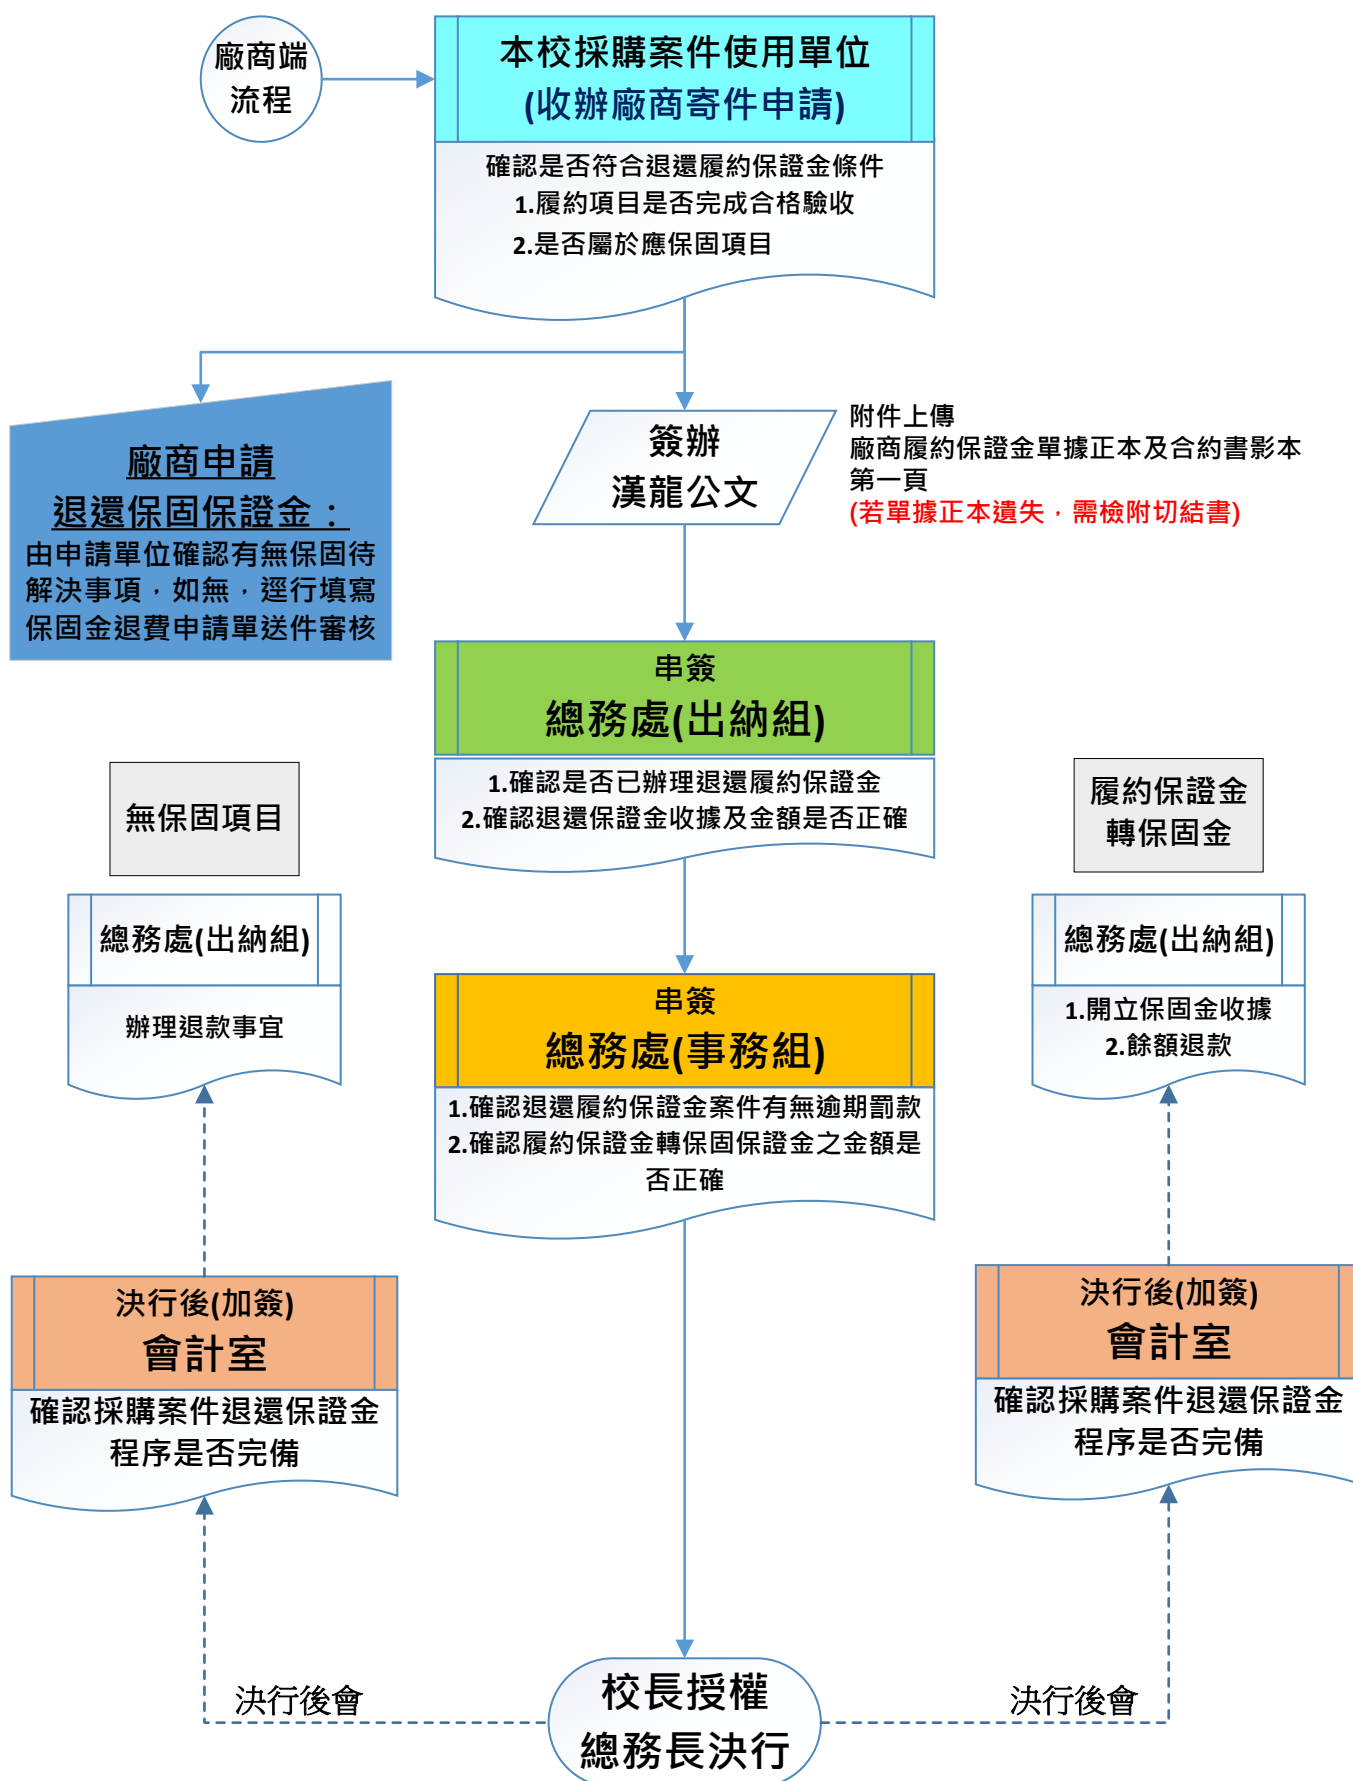 廠商端
流程
本校採購案件使用單位
(收辦廠商寄件申請)
確認是否符合退還履約保證金條件
1.履約項目是否完成合格驗收
2.是否屬於應保固項目
廠商申請
退還保固保證金：
由申請單位確認有無保固待
解決事項，如無，逕行填寫
保固金退費申請單送件審核
簽辦
漢龍公文
附件上傳
廠商履約保證金單據正本及合約書影本
第一頁
(若單據正本遺失，需檢附切結書)
串簽
總務處(出納組)
1.確認是否已辦理退還履約保證金
2.確認退還保證金收據及金額是否正確
無保固項目
總務處(出納組)
辦理退款事宜
履約保證金
轉保固金
總務處(出納組)
1.開立保固金收據
2.餘額退款
串簽
總務處(事務組)
1.確認退還履約保證金案件有無逾期罰款
2.確認履約保證金轉保固保證金之金額是
否正確
決行後(加簽)
會計室
確認採購案件退還保證金
程序是否完備
決行後(加簽)
會計室
確認採購案件退還保證金
程序是否完備
決行後會
校長授權
總務長決行
決行後會